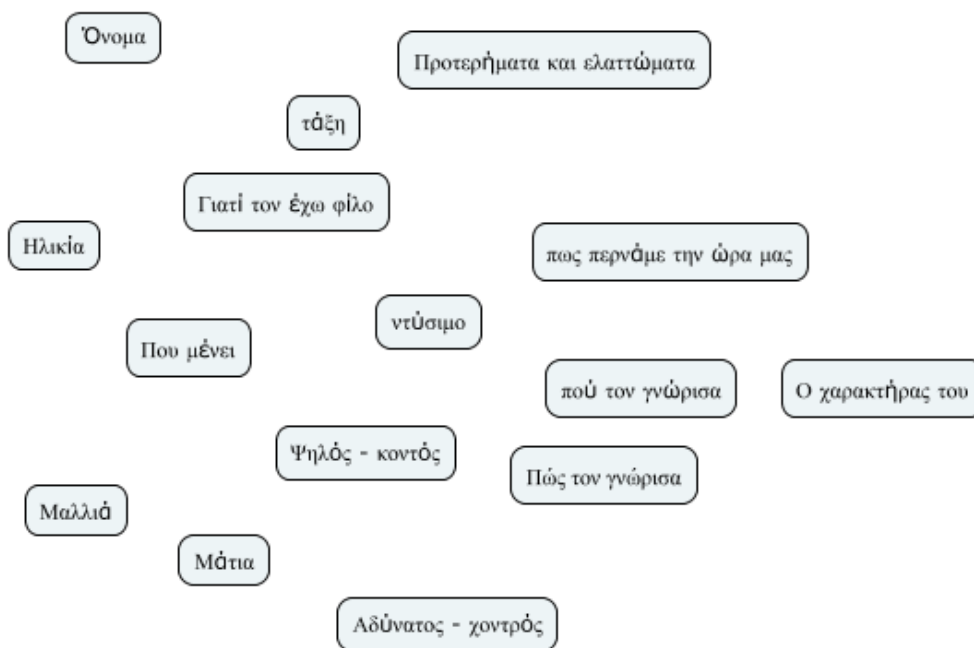 Όνομα
Προτερήματα και ελαττώματα
τάξη
Γιατί τον έχω φίλο
Ηλικία
πως περνάμε την ώρα μας
ντύσιμο
Που μένει
πού τον γνώρισα
Ο χαρακτήρας του
Ψηλός - κοντός
Πώς τον γνώρισα
Μαλλιά
Μάτια
Αδύνατος - χοντρός